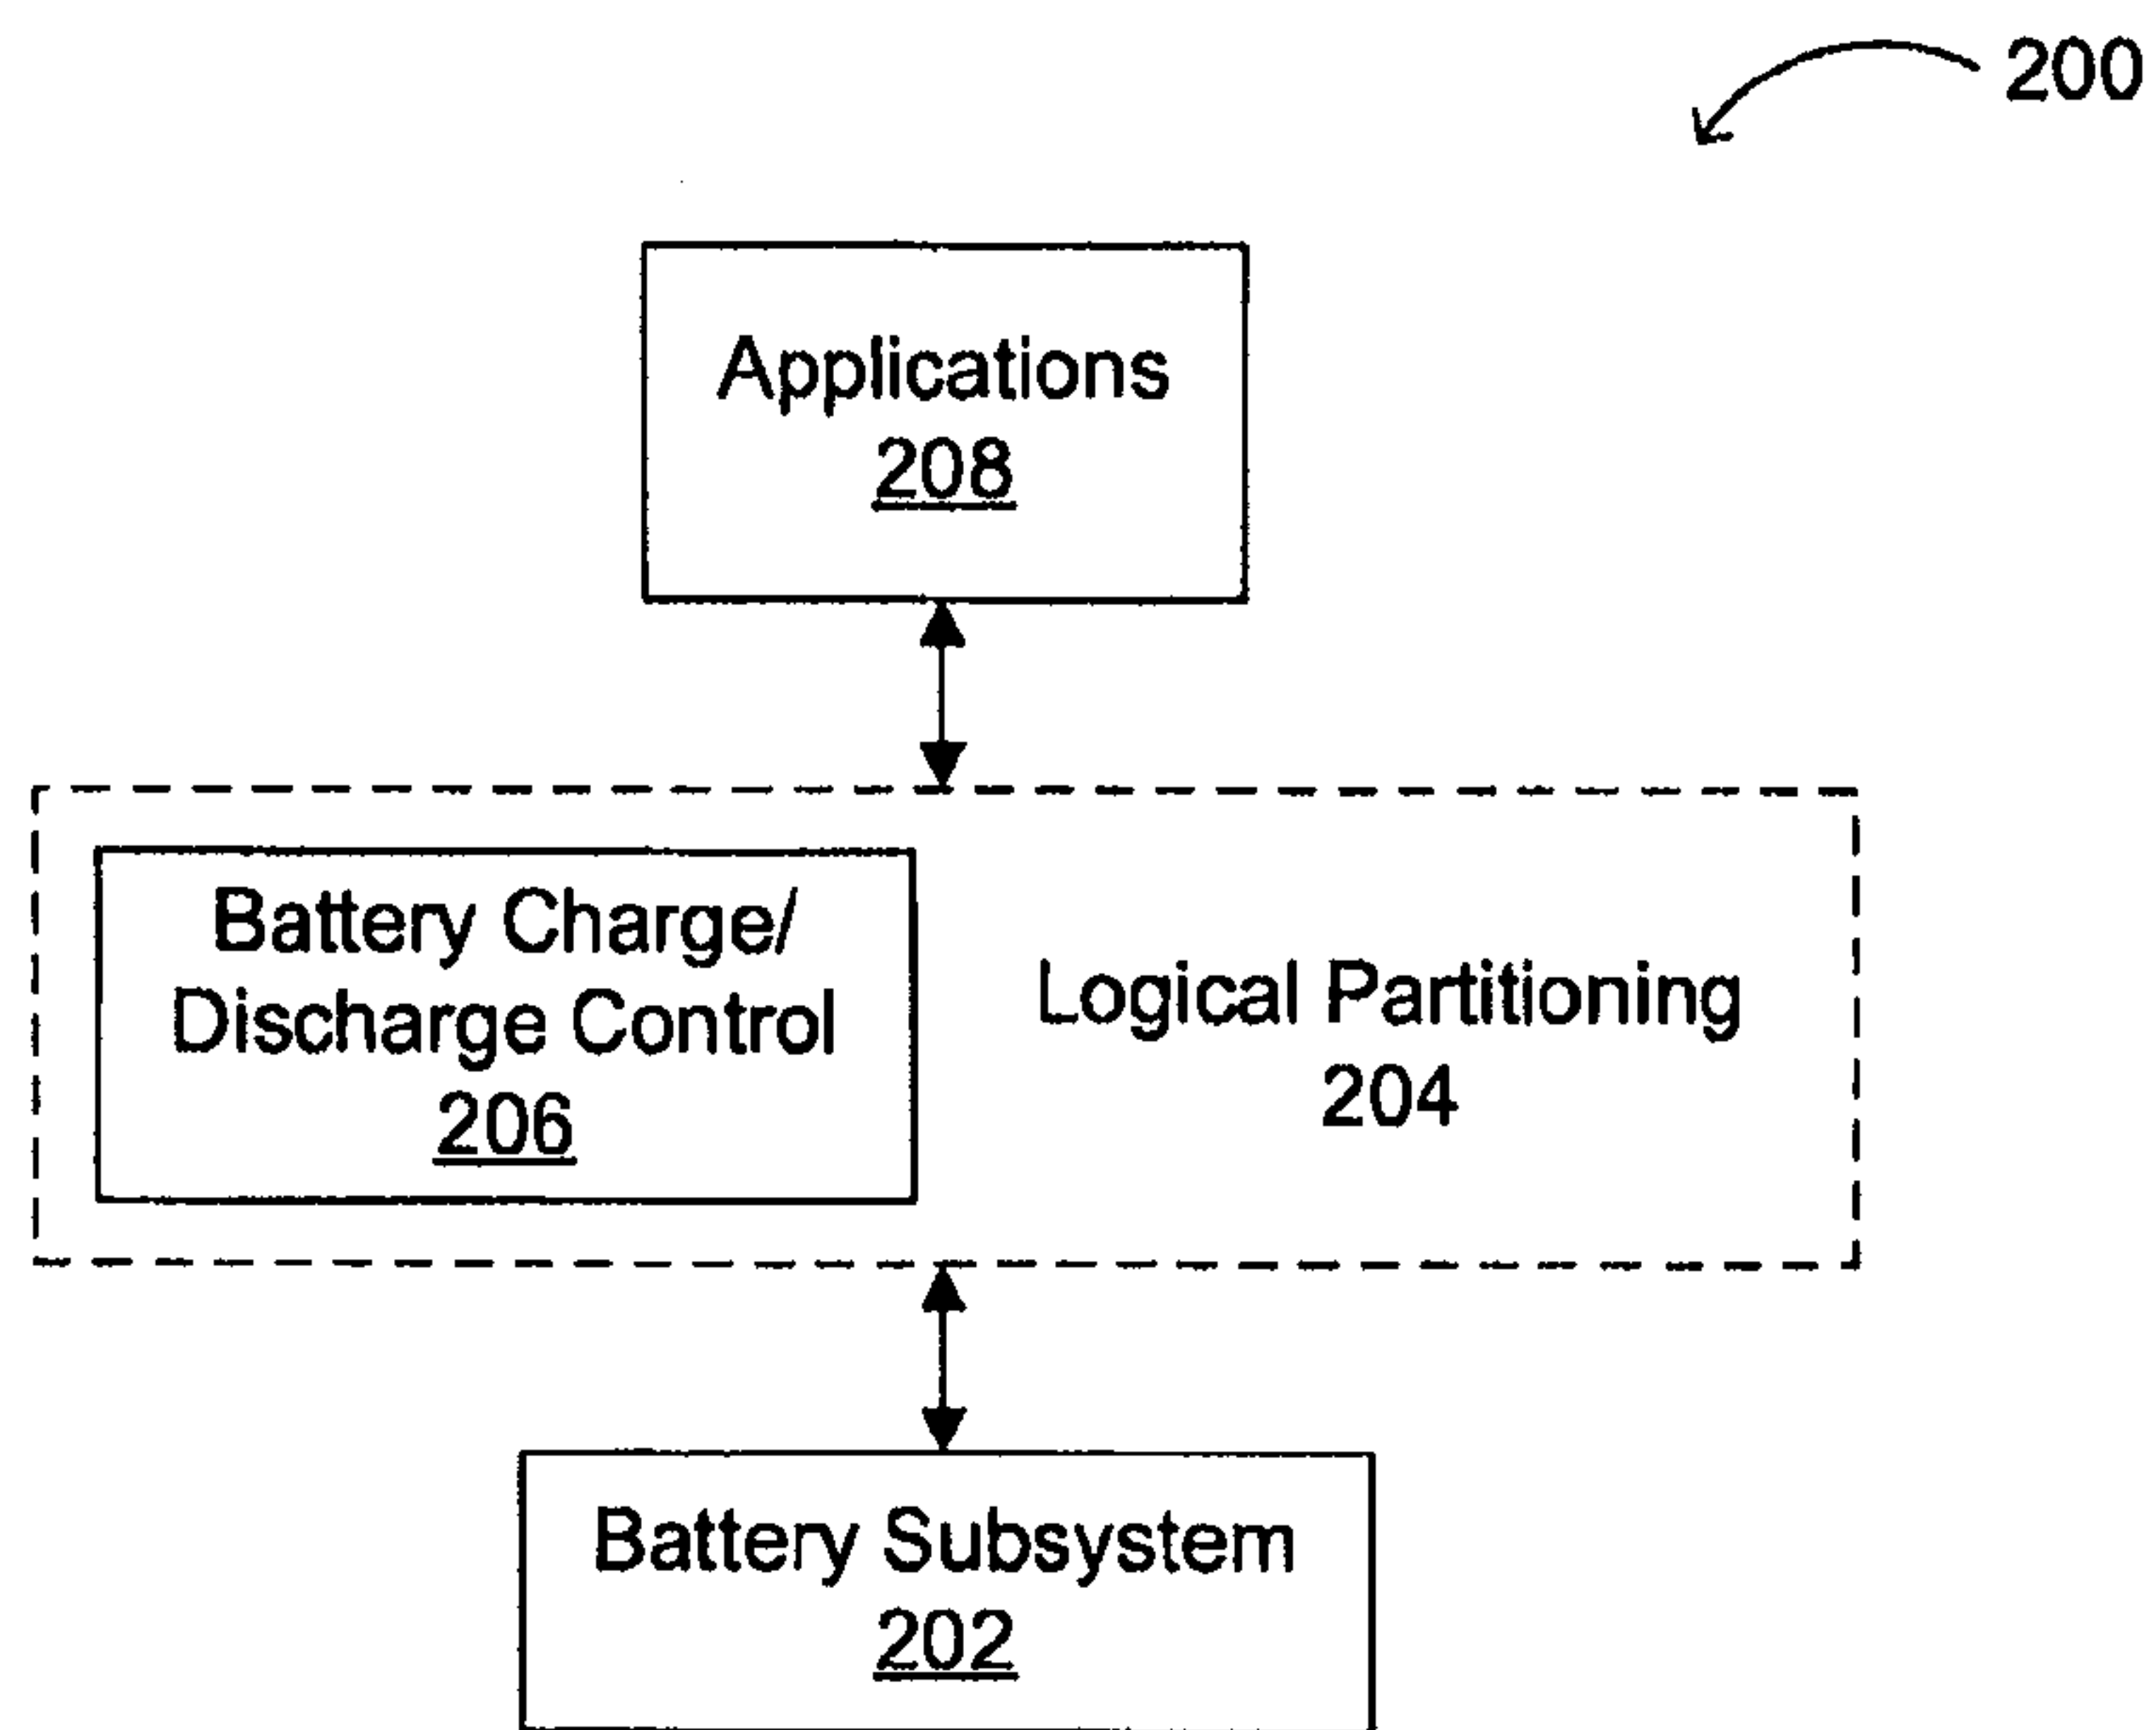 200
Applications
208
Battery Charge/
Discharge Control
206
Logical Partitioning
204
Battery Subsystem
202